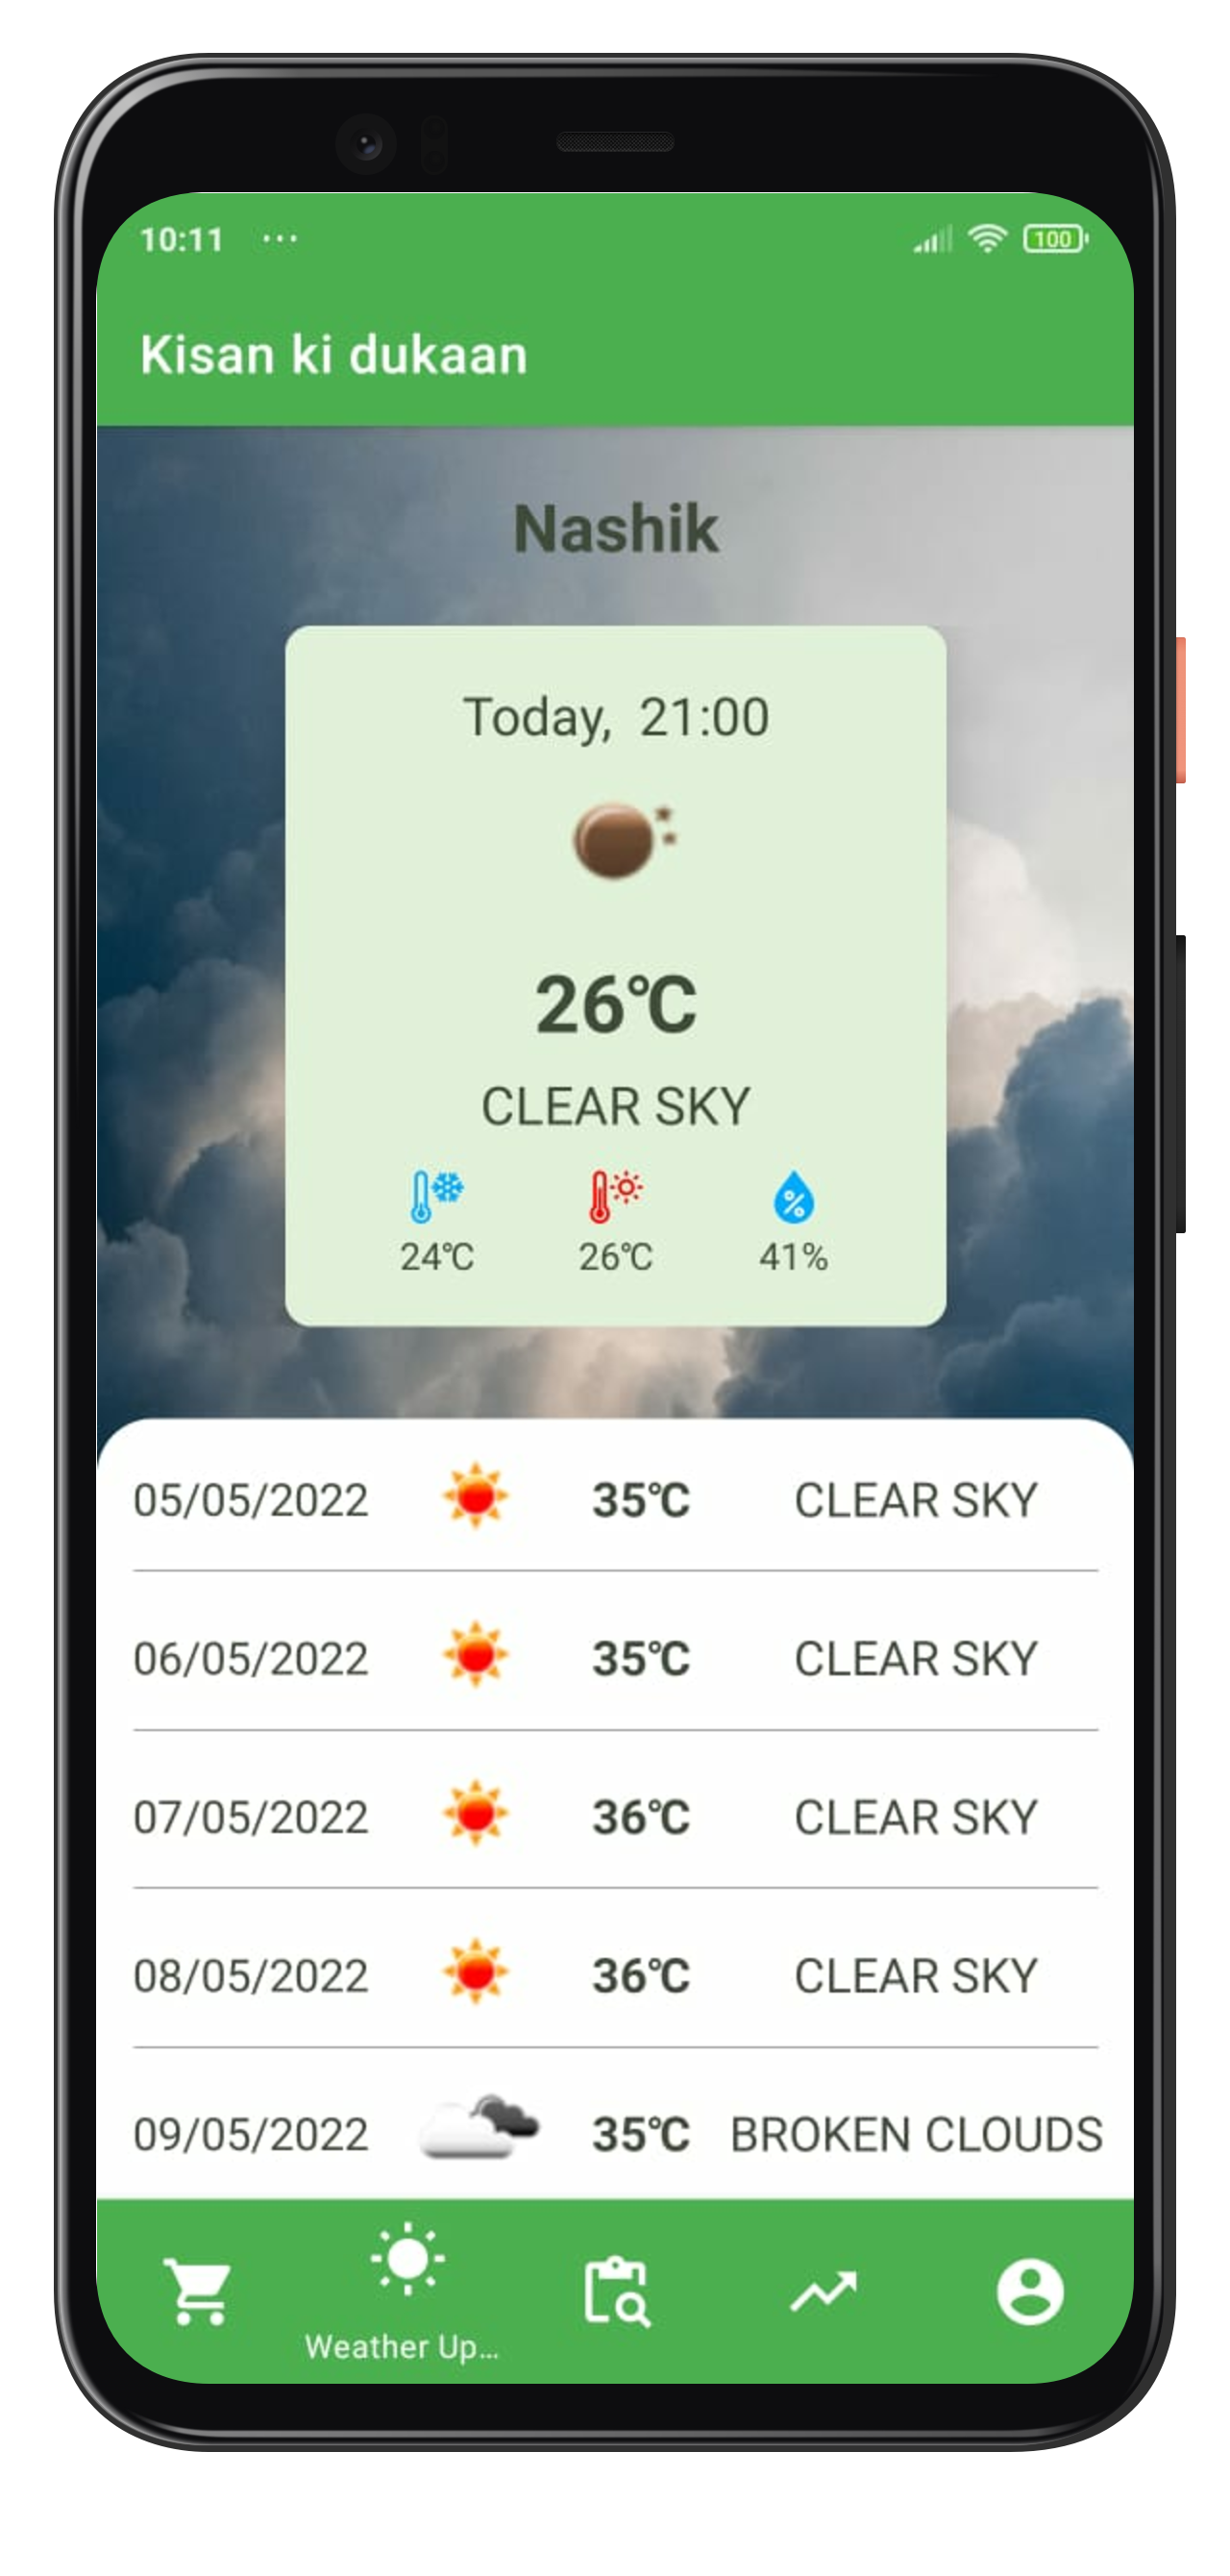 10:11 ... 100
Kisan ki dukaan
Nashik
Today, 21:00
26°C
CLEAR SKY
24°C 26°C 41%
05/05/2022 35°C CLEAR SKY
06/05/2022 35°C CLEAR SKY
07/05/2022 36°C CLEAR SKY
08/05/2022 36°C CLEAR SKY
09/05/2022 35°C BROKEN CLOUDS
Weather Up...